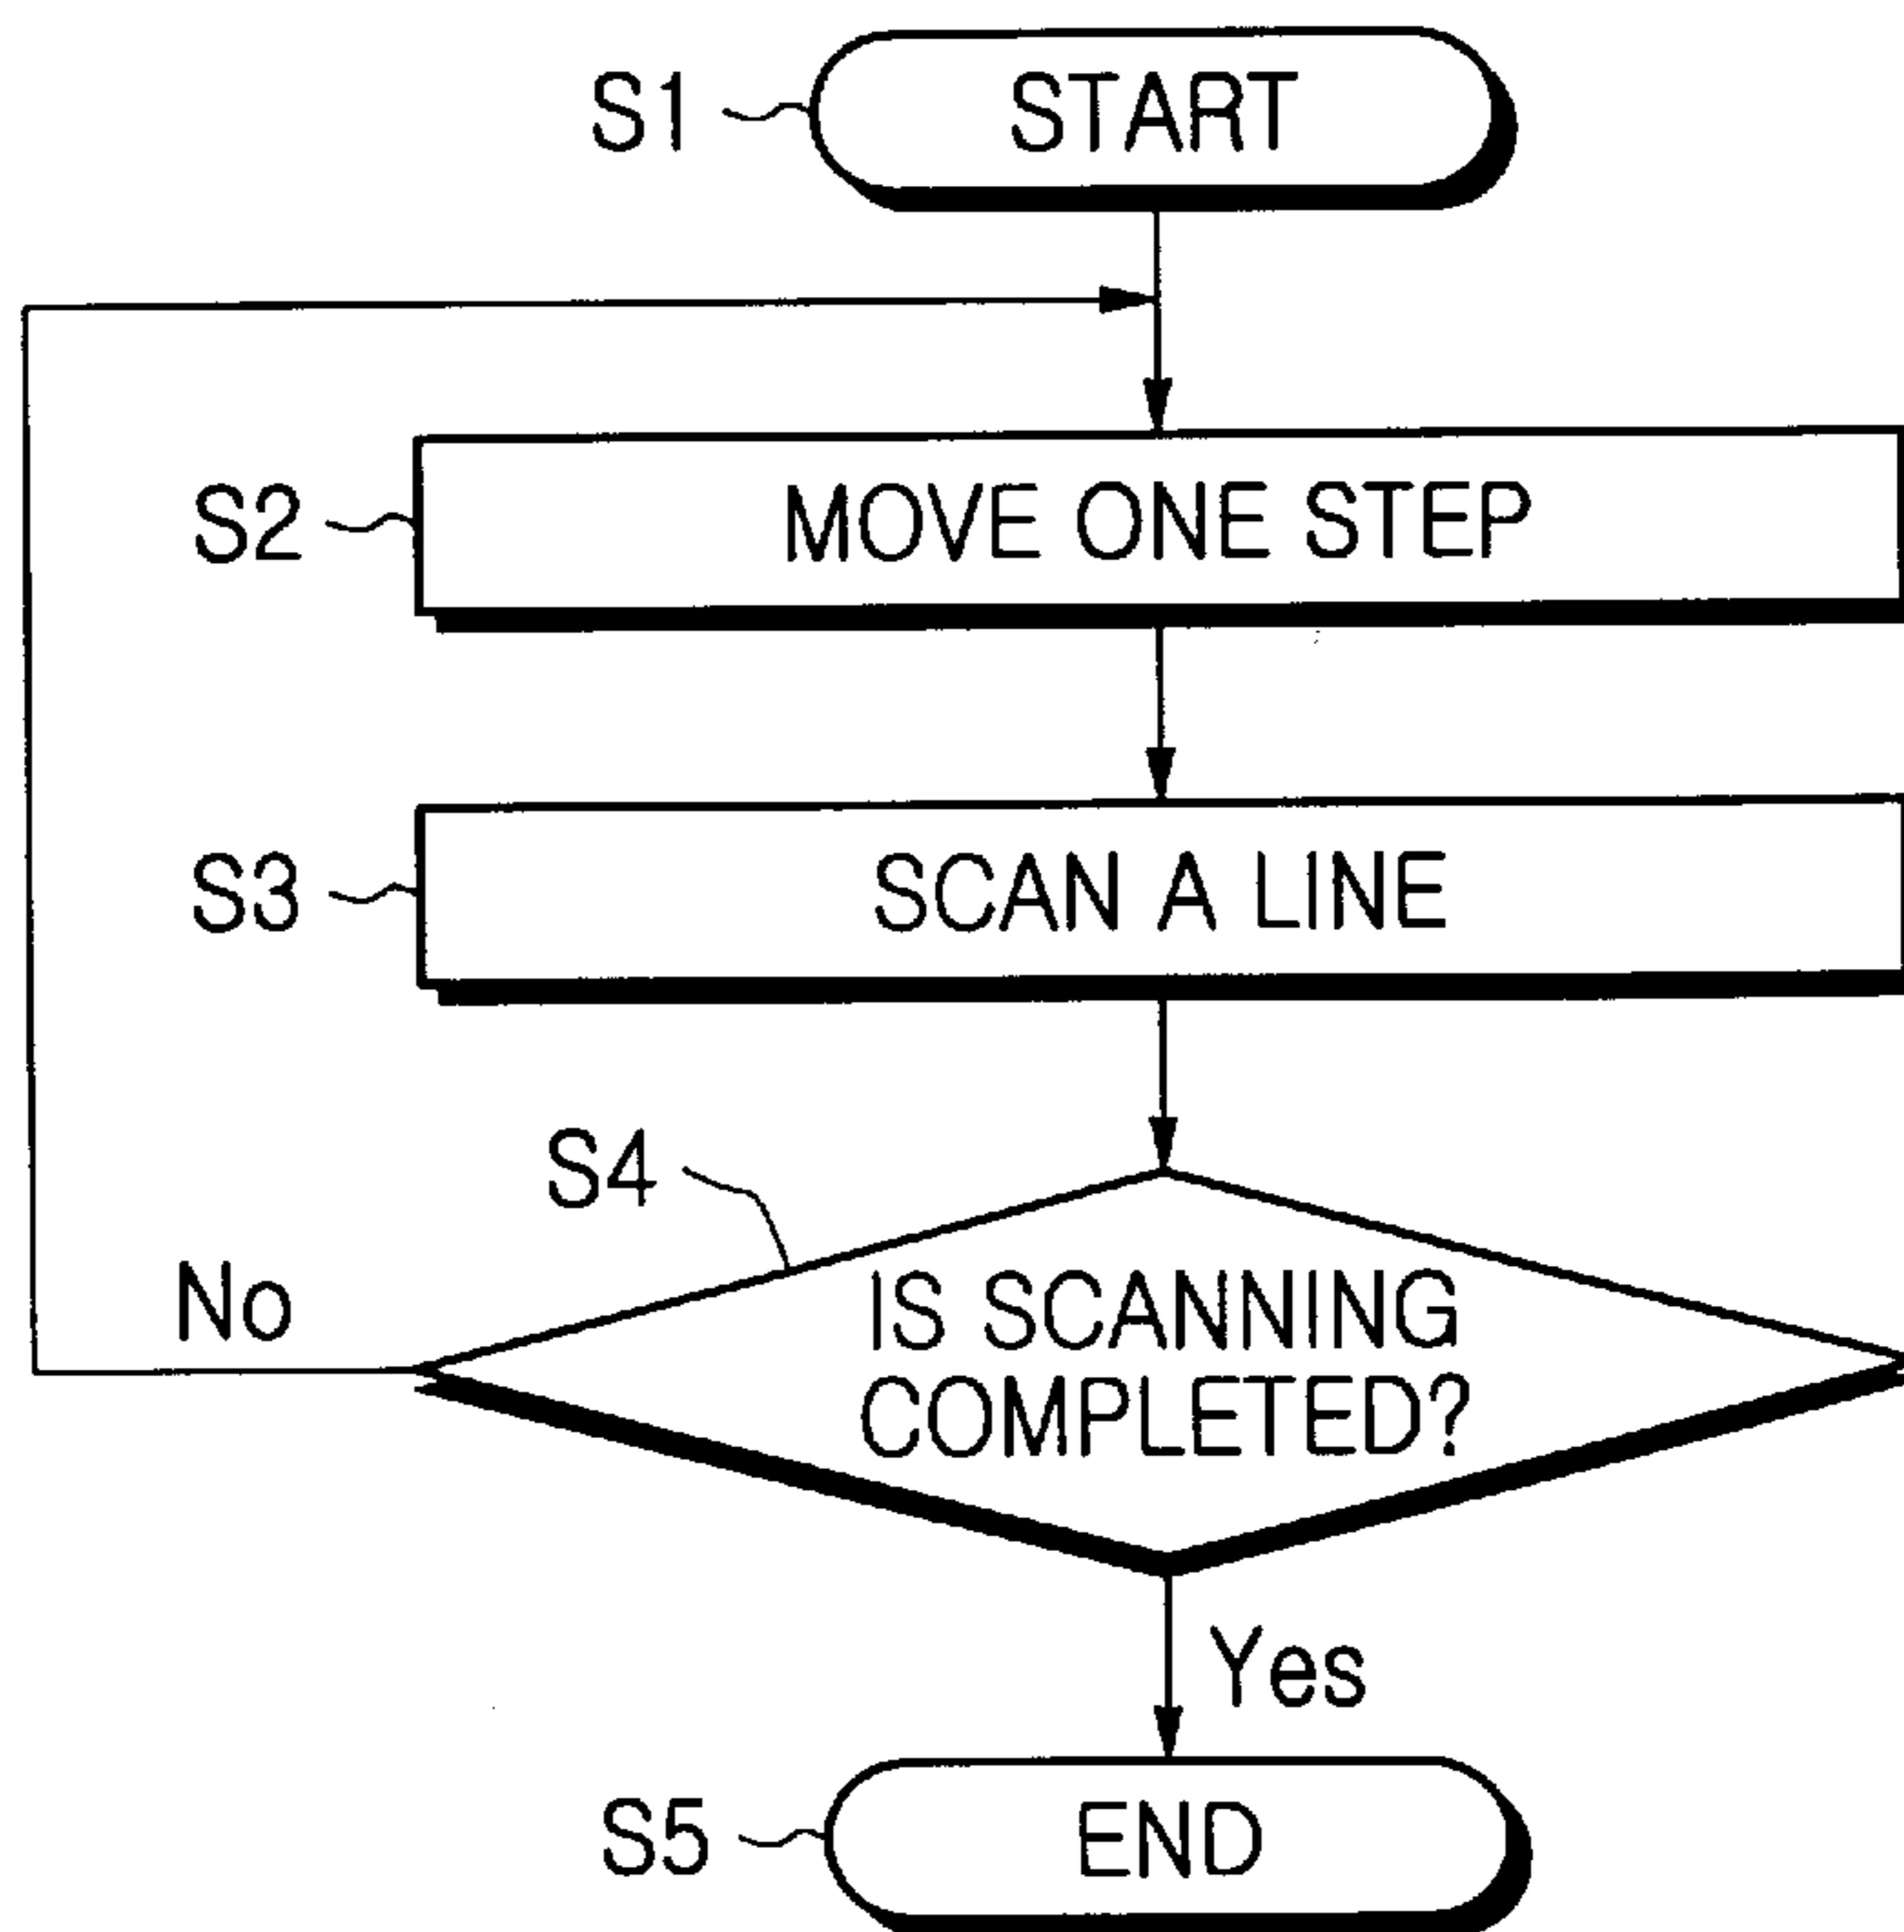 S1 START
S2 MOVE ONE STEP
S3 SCAN A LINE
S4
No
IS SCANNING
COMPLETED?
Yes
S5 END